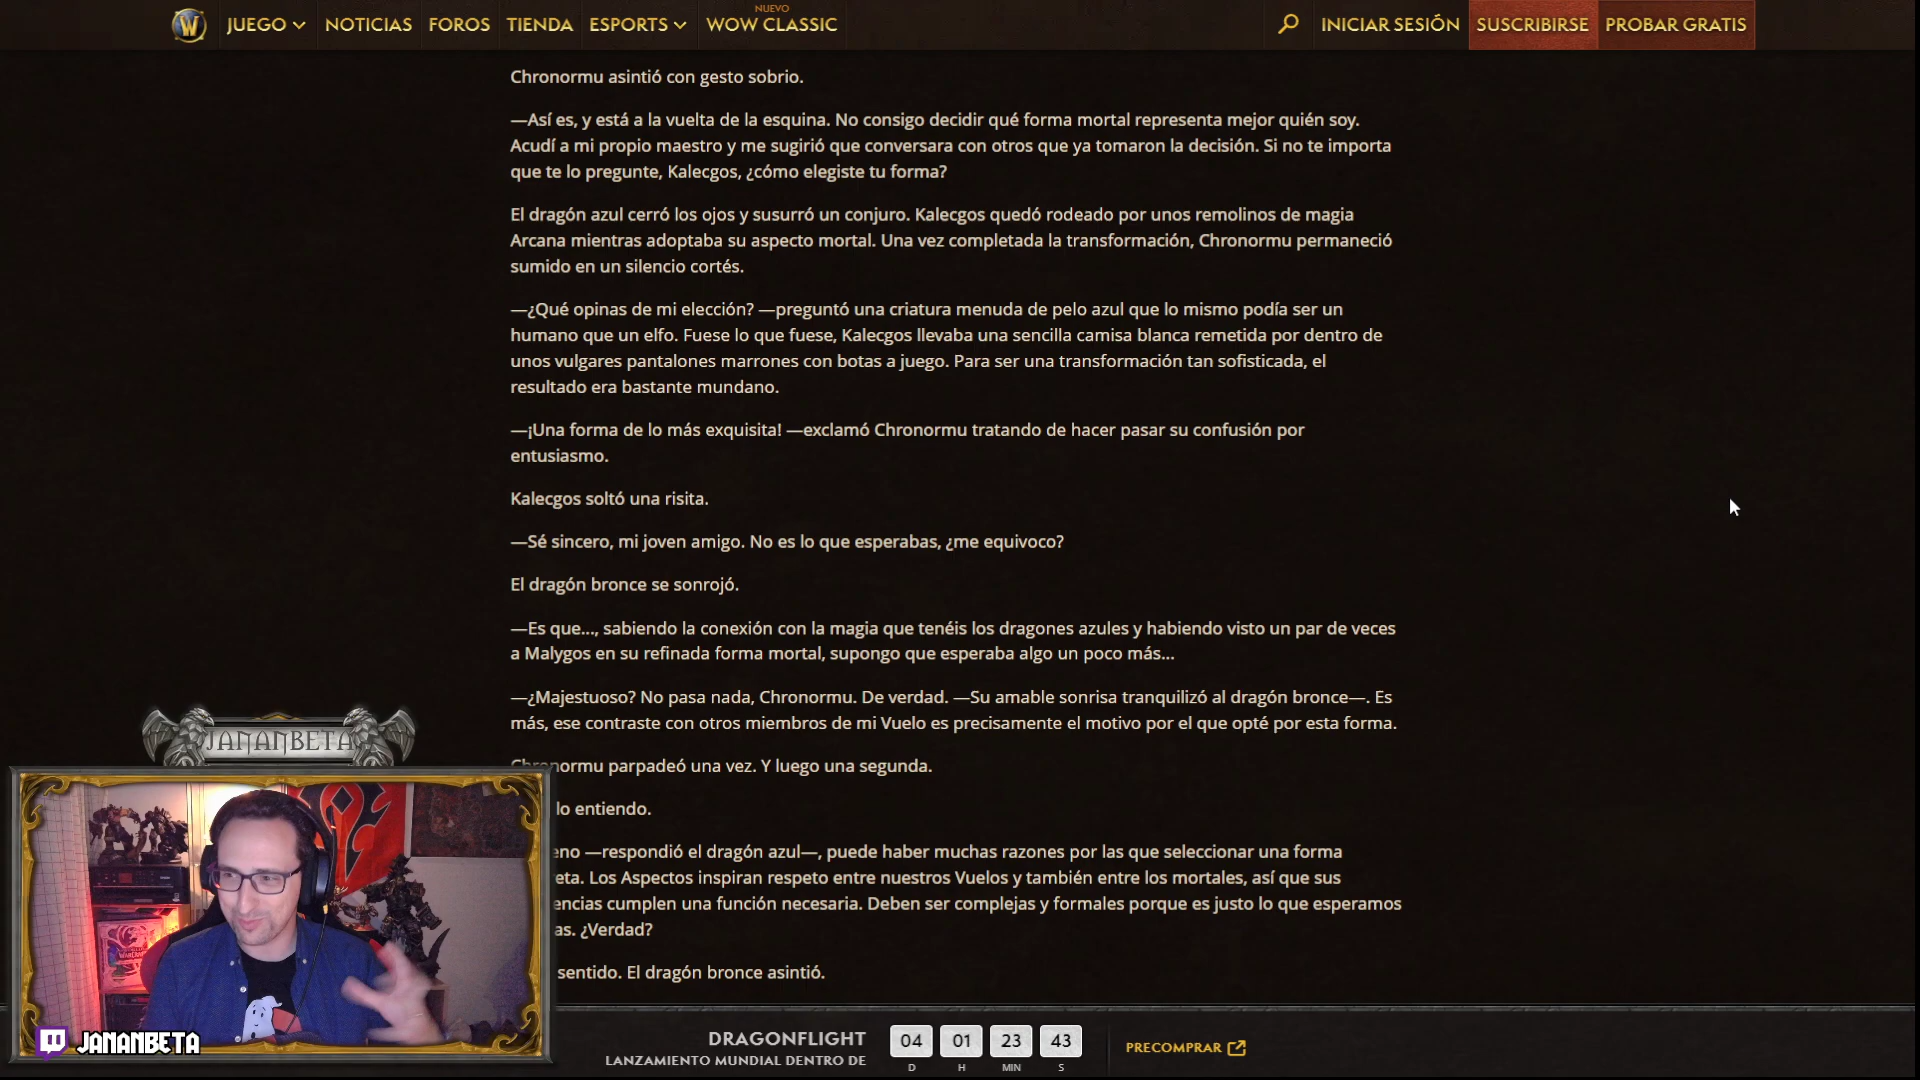 JUEGO
NOTICIAS
FOROS
TIENDA
ESPORTS
NUEVO
WOW CLASSIC
INICIAR SESIÓN
SUSCRIBIRSE
PROBAR GRATIS
Chronormu asintió con gesto sobrio.
—Así es, y está a la vuelta de la esquina. No consigo decidir qué forma mortal representa mejor quién soy.
Acudí a mi propio maestro y me sugirió que conversara con otros que ya tomaron la decisión. Si no te importa
que te lo pregunte, Kalecgos, ¿cómo elegiste tu forma?
El dragón azul cerró los ojos y susurró un conjuro. Kalecgos quedó rodeado por unos remolinos de magia
Arcana mientras adoptaba su aspecto mortal. Una vez completada la transformación, Chronormu permaneció
sumido en un silencio cortés.
—¿Qué opinas de mi elección? —preguntó una criatura menuda de pelo azul que lo mismo podía ser un
humano que un elfo. Fuese lo que fuese, Kalecgos llevaba una sencilla camisa blanca remetida por dentro de
unos vulgares pantalones marrones con botas a juego. Para ser una transformación tan sofisticada, el
resultado era bastante mundano.
—¡Una forma de lo más exquisita! —exclamó Chronormu tratando de hacer pasar su confusión por
entusiasmo.
Kalecgos soltó una risita.
—Sé sincero, mi joven amigo. No es lo que esperabas, ¿me equivoco?
El dragón bronce se sonrojó.
—Es que..., sabiendo la conexión con la magia que tenéis los dragones azules y habiendo visto un par de veces
a Malygos en su refinada forma mortal, supongo que esperaba algo un poco más...
—¿Majestuoso? No pasa nada, Chronormu. De verdad. —Su amable sonrisa tranquilizó al dragón bronce—. Es
más, ese contraste con otros miembros de mi Vuelo es precisamente el motivo por el que opté por esta forma.
Chronormu parpadeó una vez. Y luego una segunda.
lo entiendo.
eno —respondió el dragón azul—, puede haber muchas razones por las que seleccionar una forma
eta. Los Aspectos inspiran respeto entre nuestros Vuelos y también entre los mortales, así que sus
encias cumplen una función necesaria. Deben ser complejas y formales porque es justo lo que esperamos
as. ¿Verdad?
sentido. El dragón bronce asintió.
JANANBETA
JANANBETA
DRAGONFLIGHT
LANZAMIENTO MUNDIAL DENTRO DE
04 01 23 43
D H MIN S
PRECOMPRAR